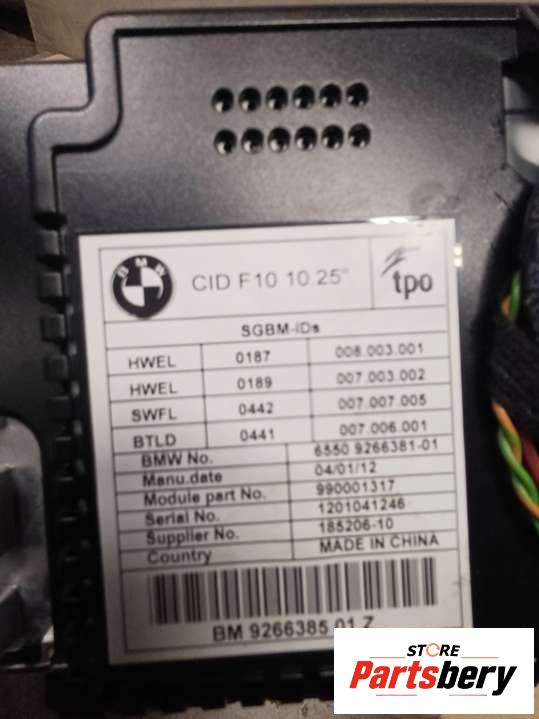 BMW
CID F10 10.25"
tpo
SGBM-IDs
HWEL 0187 008.003.001
HWEL 0189 007.003.002
SWFL 0442 007.007.005
BTLD 0441 007.006.001
BMW No. 6550 9266381-01
Manu.date 04/01/12
Module part No. 990001317
Serial No. 1201041246
Supplier No. 185206-10
Country MADE IN CHINA
BM 9266385 01 Z
STORE
Partsbery